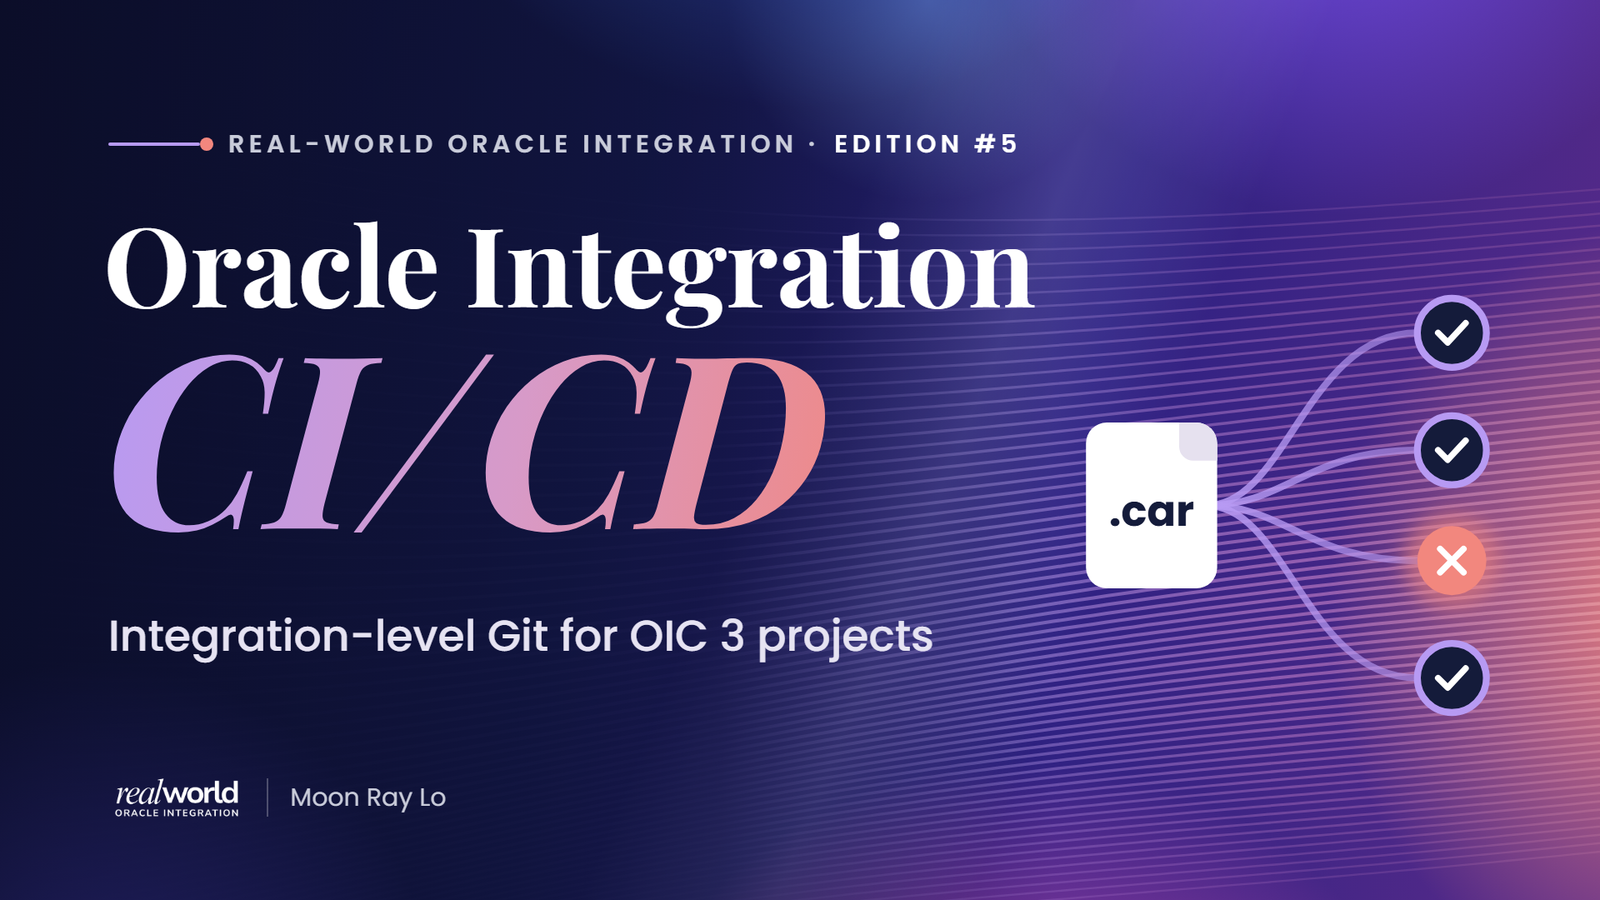 REAL-WORLD ORACLE INTEGRATION · EDITION #5
Oracle Integration
CI/CD
.car
Integration-level Git for OIC 3 projects
realworld
ORACLE INTEGRATION
Moon Ray Lo